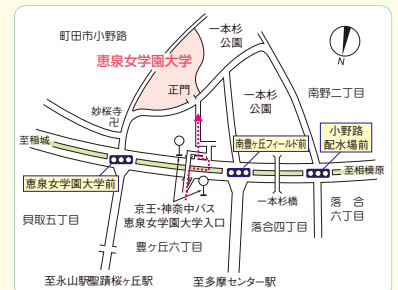 町田市小野路
一本杉
公園
恵泉女学園大学
正門
一本杉
公園
N
南野二丁目
妙桜寺
卍
至稲城
南豊ヶ丘フィールド前
小野路
配水場前
至相模原
恵泉女学園大学前
貝取五丁目
京王・神奈中バス
恵泉女学園大学入口
一本杉橋
落合四丁目
落合
六丁目
豊ヶ丘六丁目
至永山駅
聖蹟桜ヶ丘駅
至多摩センター駅